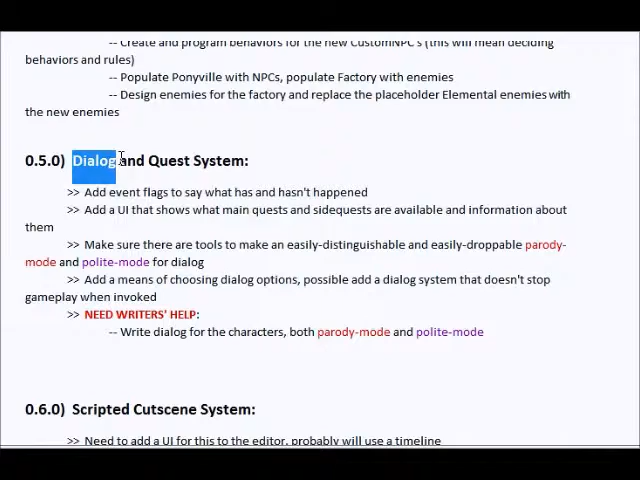 -- Create and program behaviors for the new CustomNPC's (this will mean deciding
behaviors and rules)
-- Populate Ponyville with NPCs, populate Factory with enemies
-- Design enemies for the factory and replace the placeholder Elemental enemies with
the new enemies
0.5.0) Dialog and Quest System:
>> Add event flags to say what has and hasn't happened
>> Add a UI that shows what main quests and sidequests are available and information about
them
>> Make sure there are tools to make an easily-distinguishable and easily-droppable parody-
mode and polite-mode for dialog
>> Add a means of choosing dialog options, possible add a dialog system that doesn't stop
gameplay when invoked
>> NEED WRITERS' HELP:
-- Write dialog for the characters, both parody-mode and polite-mode
0.6.0) Scripted Cutscene System:
>> Need to add a UI for this to the editor, probably will use a timeline